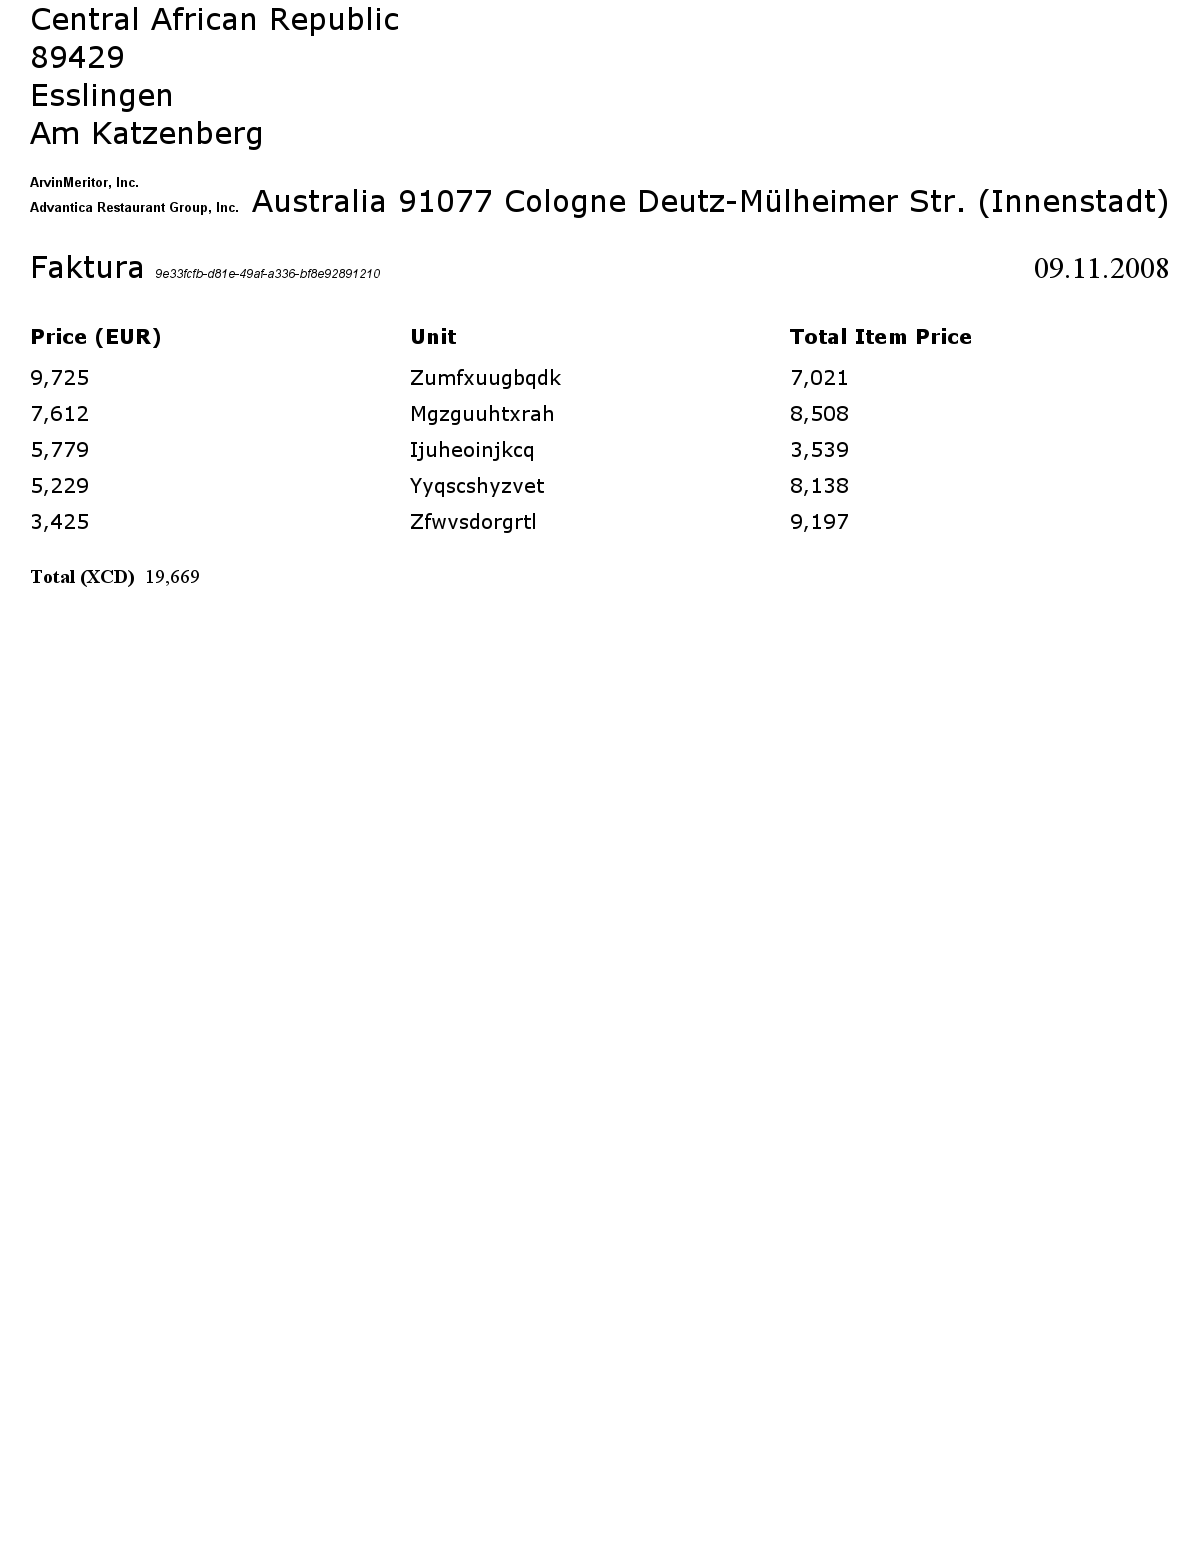 Central African Republic
89429
Esslingen
Am Katzenberg
ArvinMeritor, Inc.
Advantica Restaurant Group, Inc. Australia 91077 Cologne Deutz-Mülheimer Str. (Innenstadt)
Faktura 9e33fcfb-d81e-49af-a336-bf8e92891210 09.11.2008
Price (EUR) Unit Total Item Price
9,725 Zumfxuugbqdk 7,021
7,612 Mgzguuhtxrah 8,508
5,779 Ijuheoinjkcq 3,539
5,229 Yyqscshyzvet 8,138
3,425 Zfwvsdorgrtl 9,197
Total (XCD) 19,669